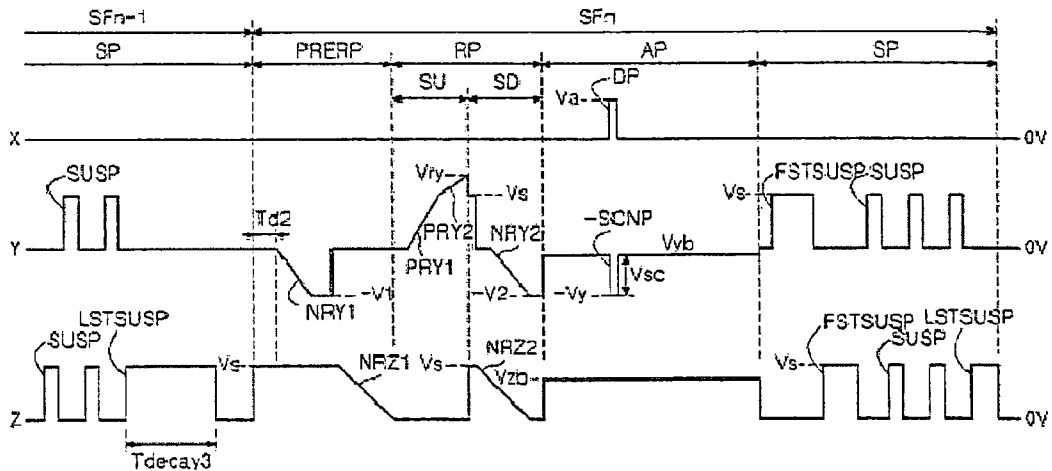 SFn-1 SFn
SP PRERP RP AP SP
SU SD
Va DP
X 0V
SUSP Vry Vs Vs FSTSUSP SUSP
Td2 PRY2 NRY2 -SCNP Vyb
Y PRY1 Vsc 0V
NRY1 -V1 -V2 -Vy
SUSP LSTSUSP Vs NRZ1 Vs NRZ2 Vzb Vs FSTSUSP SUSP LSTSUSP
Z 0V
Tdecay3